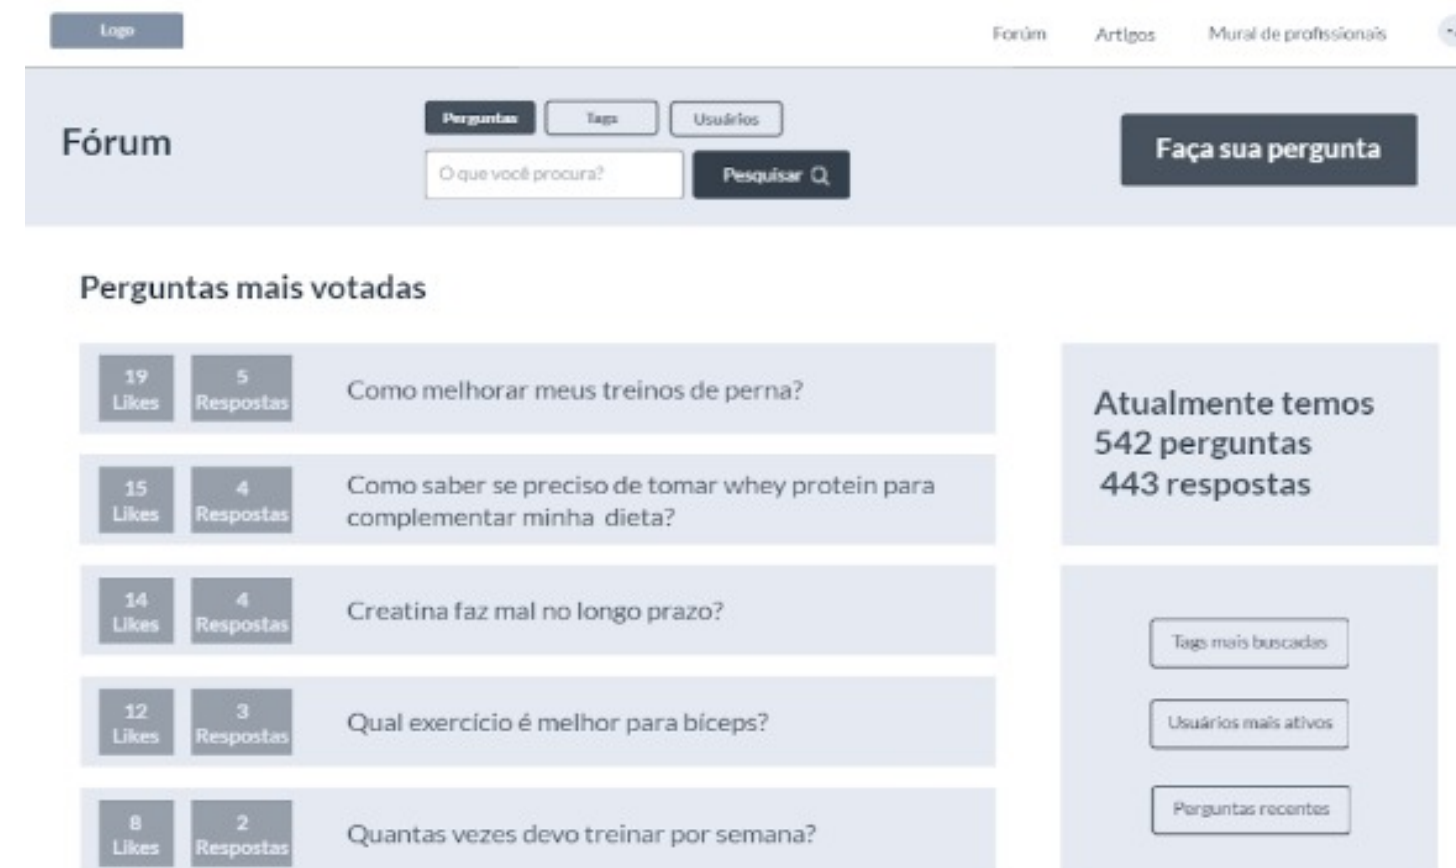 Logo
Forúm
Artigos
Mural de profissionais
Fórum
Perguntas
Tags
Usuários
O que você procura?
Pesquisar
Faça sua pergunta
Perguntas mais votadas
19
Likes
5
Respostas
Como melhorar meus treinos de perna?
15
Likes
4
Respostas
Como saber se preciso de tomar whey protein para
complementar minha dieta?
14
Likes
4
Respostas
Creatina faz mal no longo prazo?
12
Likes
3
Respostas
Qual exercício é melhor para bíceps?
8
Likes
2
Respostas
Quantas vezes devo treinar por semana?
Atualmente temos
542 perguntas
443 respostas
Tags mais buscadas
Usuários mais ativos
Perguntas recentes